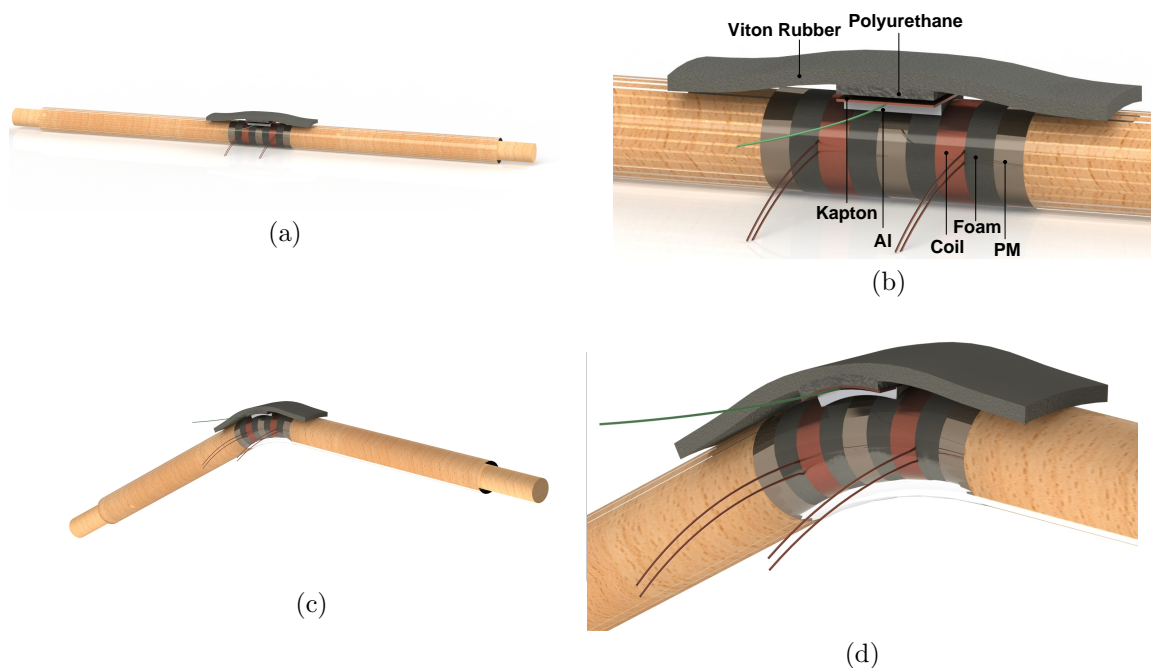 Polyurethane
Viton Rubber
Kapton
Al
Coil
Foam
PM
(a)
(b)
(c)
(d)